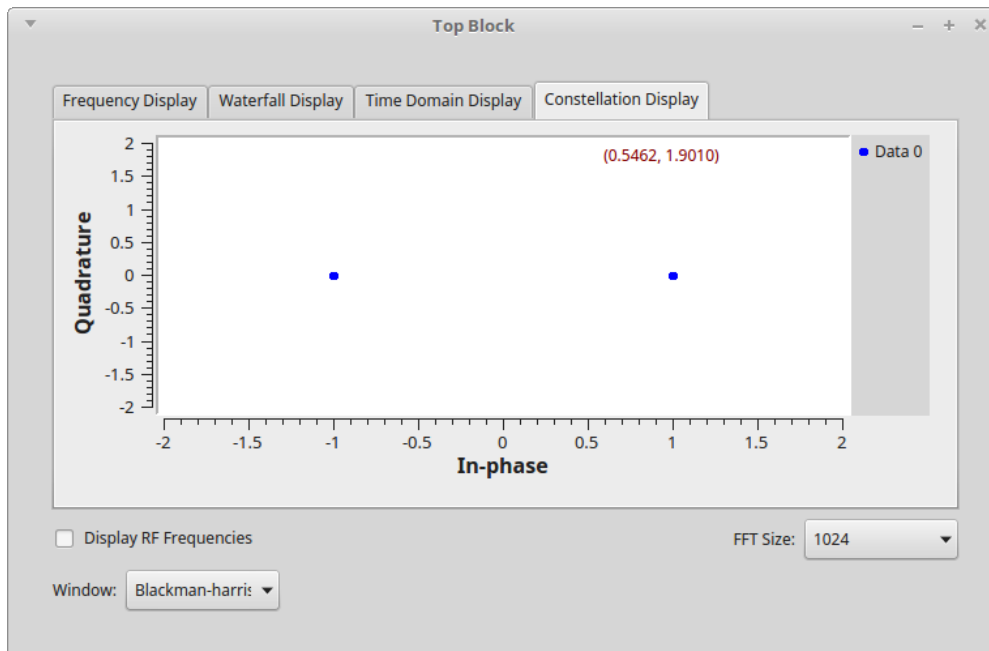 Top Block
Frequency Display Waterfall Display Time Domain Display Constellation Display
(0.5462, 1.9010)
Data 0
Quadrature
2
1.5
1
0.5
0
-0.5
-1
-1.5
-2
-2 -1.5 -1 -0.5 0 0.5 1 1.5 2
In-phase
Display RF Frequencies
FFT Size: 1024
Window: Blackman-harris